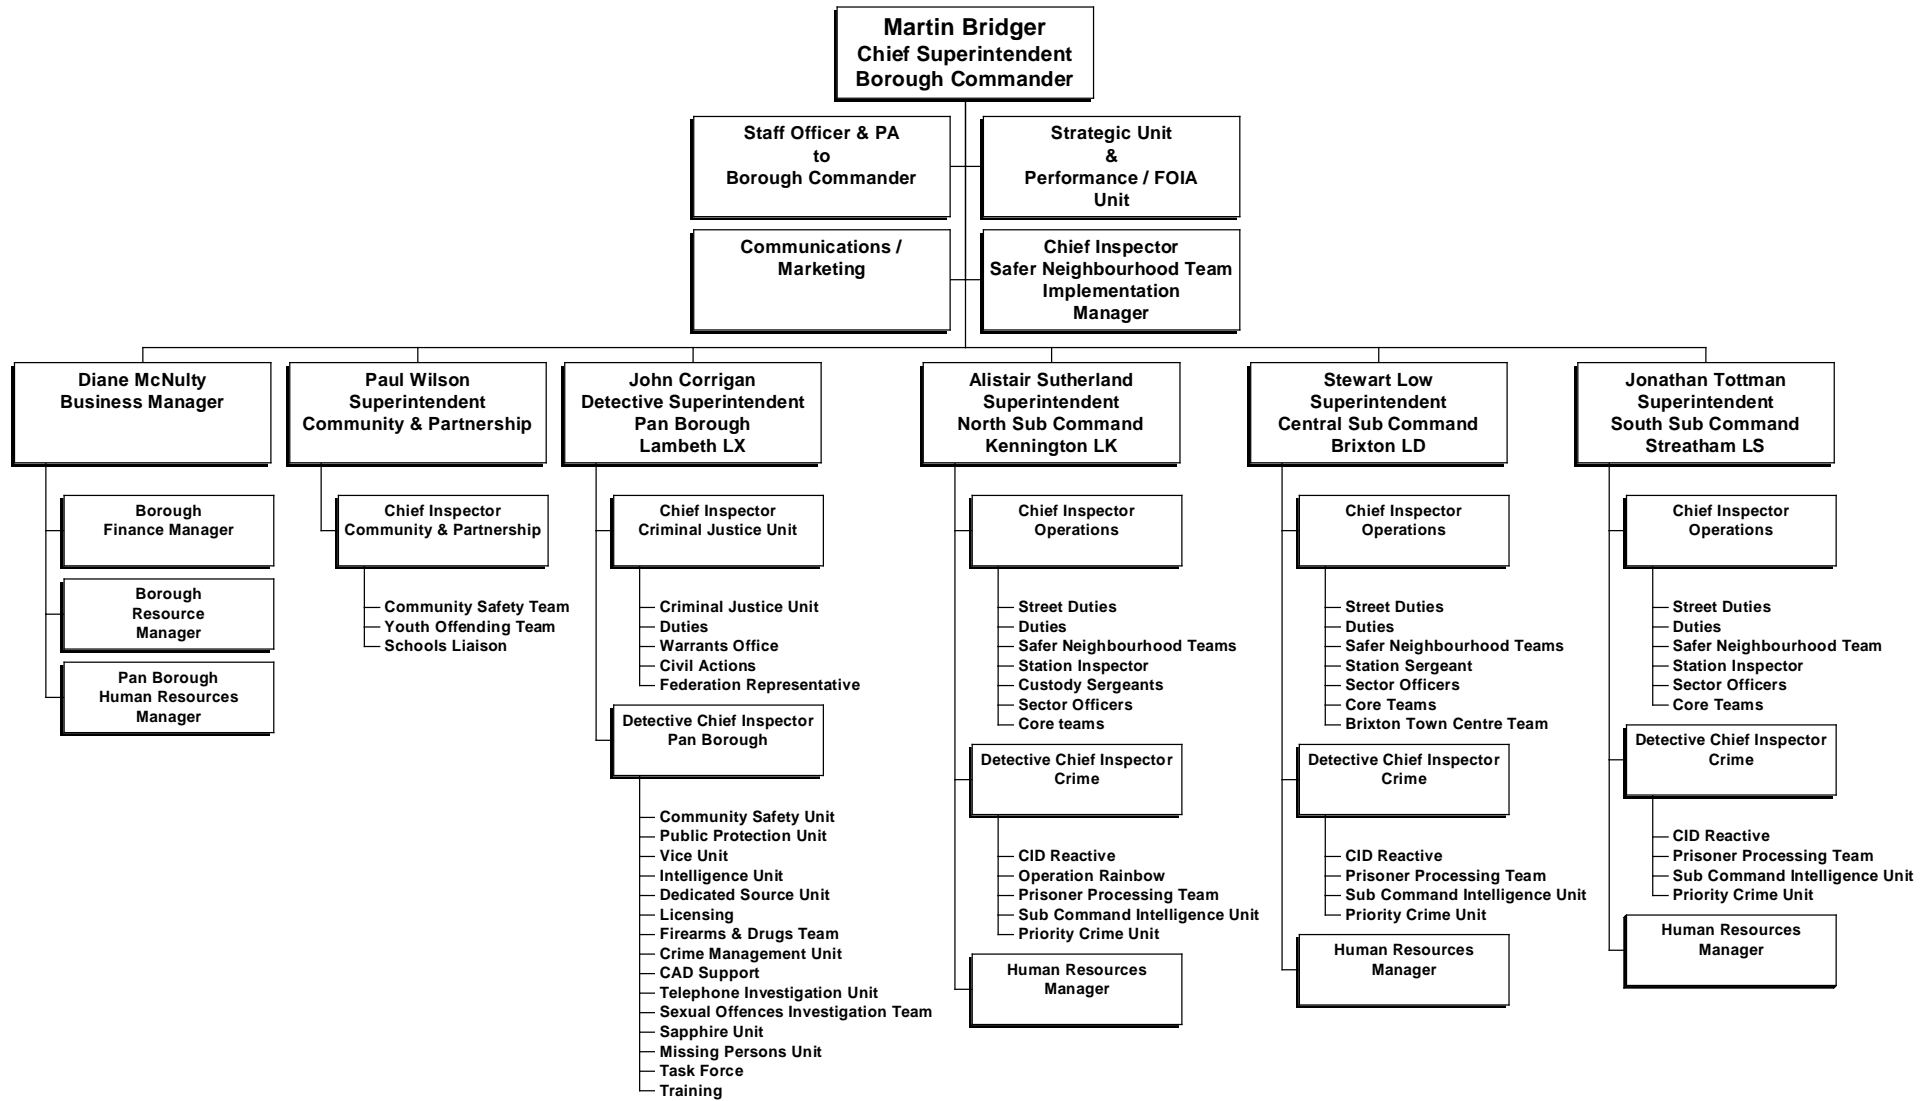 Martin Bridger
Chief Superintendent
Borough Commander
Staff Officer & PA
to
Borough Commander
Strategic Unit
&
Performance / FOIA
Unit
Communications /
Marketing
Chief Inspector
Safer Neighbourhood Team
Implementation
Manager
Diane McNulty
Business Manager
Borough
Finance Manager
Borough
Resource
Manager
Pan Borough
Human Resources
Manager
Paul Wilson
Superintendent
Community & Partnership
Chief Inspector
Community & Partnership
Community Safety Team
Youth Offending Team
Schools Liaison
John Corrigan
Detective Superintendent
Pan Borough
Lambeth LX
Chief Inspector
Criminal Justice Unit
Criminal Justice Unit
Duties
Warrants Office
Civil Actions
Federation Representative
Detective Chief Inspector
Pan Borough
Community Safety Unit
Public Protection Unit
Vice Unit
Intelligence Unit
Dedicated Source Unit
Licensing
Firearms & Drugs Team
Crime Management Unit
CAD Support
Telephone Investigation Unit
Sexual Offences Investigation Team
Sapphire Unit
Missing Persons Unit
Task Force
Training
Alistair Sutherland
Superintendent
North Sub Command
Kennington LK
Chief Inspector
Operations
Street Duties
Duties
Safer Neighbourhood Teams
Station Inspector
Custody Sergeants
Sector Officers
Core teams
Detective Chief Inspector
Crime
CID Reactive
Operation Rainbow
Prisoner Processing Team
Sub Command Intelligence Unit
Priority Crime Unit
Human Resources
Manager
Stewart Low
Superintendent
Central Sub Command
Brixton LD
Chief Inspector
Operations
Street Duties
Duties
Safer Neighbourhood Teams
Station Sergeant
Sector Officers
Core Teams
Brixton Town Centre Team
Detective Chief Inspector
Crime
CID Reactive
Prisoner Processing Team
Sub Command Intelligence Unit
Priority Crime Unit
Human Resources
Manager
Jonathan Tottman
Superintendent
South Sub Command
Streatham LS
Chief Inspector
Operations
Street Duties
Duties
Safer Neighbourhood Team
Station Inspector
Sector Officers
Core Teams
Detective Chief Inspector
Crime
CID Reactive
Prisoner Processing Team
Sub Command Intelligence Unit
Priority Crime Unit
Human Resources
Manager